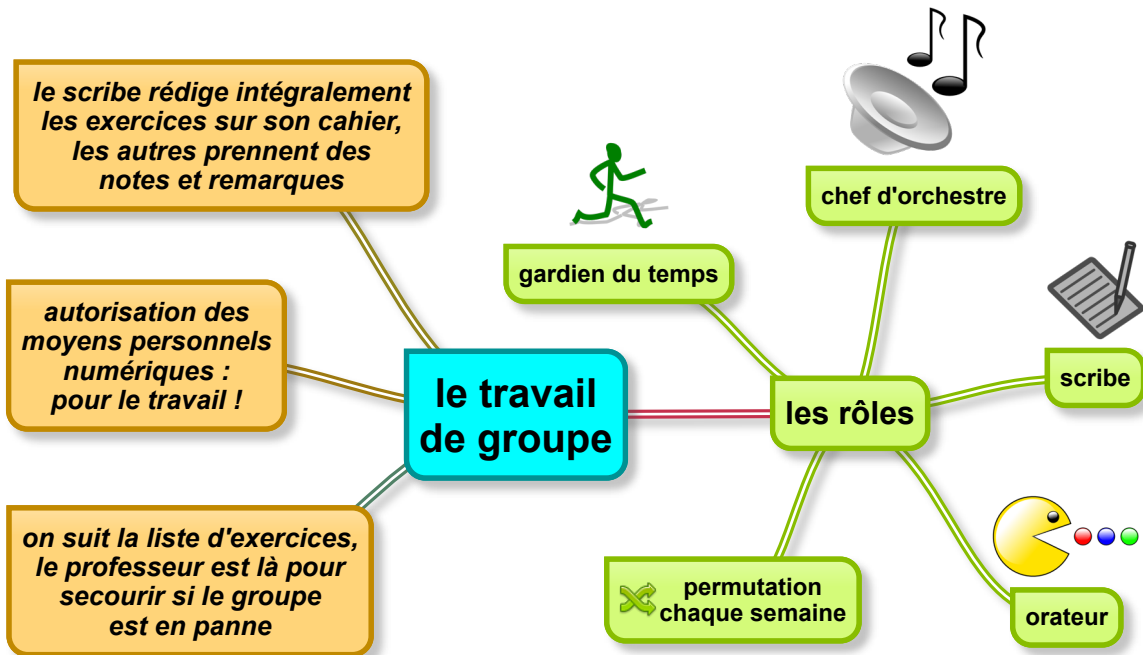 le scribe rédige intégralement
les exercices sur son cahier,
les autres prennent des
notes et remarques
autorisation des
moyens personnels
numériques :
pour le travail !
on suit la liste d'exercices,
le professeur est là pour
secourir si le groupe
est en panne
le travail
de groupe
les rôles
gardien du temps
chef d'orchestre
scribe
orateur
permutation
chaque semaine